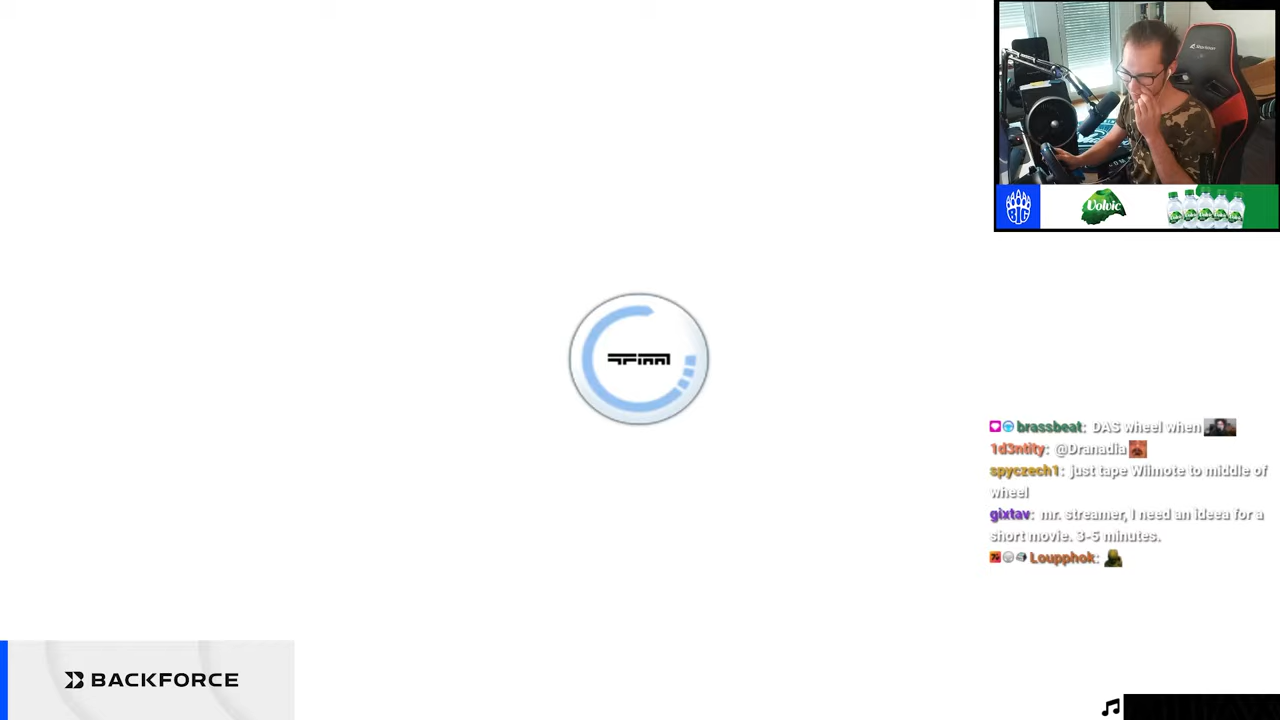 Volvic
brassbeat: DAS wheel when
1d3ntity: @Dranadia
spyczech1: just tape Wiimote to middle of
wheel
gixtav: mr. streamer, I need an ideea for a
short movie. 3-5 minutes.
Loupphok:
BACKFORCE